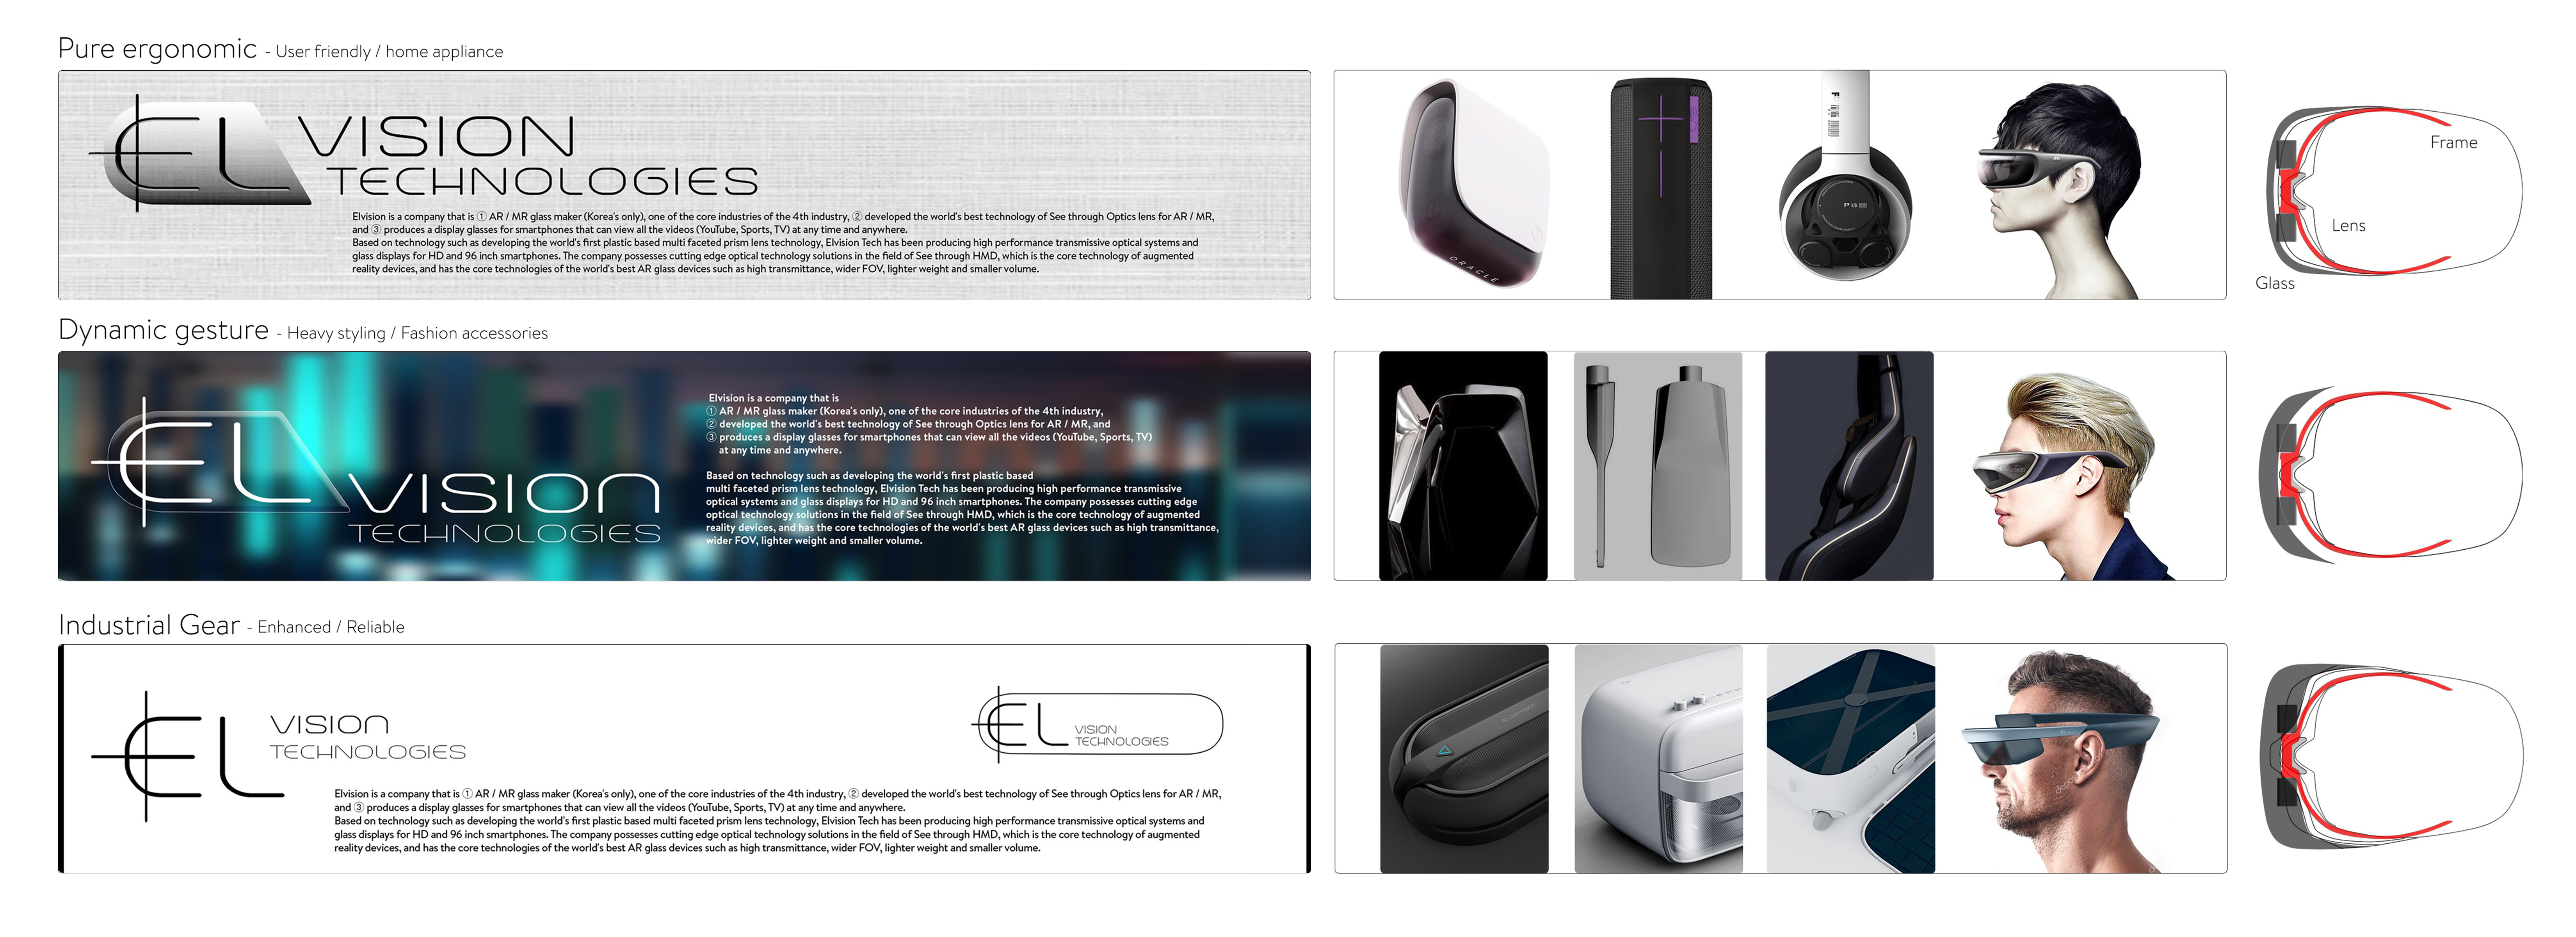 Pure ergonomic - User friendly / home appliance
EL VISION
TECHNOLOGIES
Elvision is a company that is ① AR / MR glass maker (Korea's only), one of the core industries of the 4th industry, ② developed the world's best technology of See through Optics lens for AR / MR,
and ③ produces a display glasses for smartphones that can view all the videos (YouTube, Sports, TV) at any time and anywhere.
Based on technology such as developing the world's first plastic based multi faceted prism lens technology, Elvision Tech has been producing high performance transmissive optical systems and
glass displays for HD and 96 inch smartphones. The company possesses cutting edge optical technology solutions in the field of See through HMD, which is the core technology of augmented
reality devices, and has the core technologies of the world's best AR glass devices such as high transmittance, wider FOV, lighter weight and smaller volume.
ORACLE
Frame
Lens
Glass
Dynamic gesture - Heavy styling / Fashion accessories
EL VISION
TECHNOLOGIES
Elvision is a company that is
① AR / MR glass maker (Korea's only), one of the core industries of the 4th industry,
② developed the world's best technology of See through Optics lens for AR / MR, and
③ produces a display glasses for smartphones that can view all the videos (YouTube, Sports, TV)
at any time and anywhere.
Based on technology such as developing the world's first plastic based
multi faceted prism lens technology, Elvision Tech has been producing high performance transmissive
optical systems and glass displays for HD and 96 inch smartphones. The company possesses cutting edge
optical technology solutions in the field of See through HMD, which is the core technology of augmented
reality devices, and has the core technologies of the world's best AR glass devices such as high transmittance,
wider FOV, lighter weight and smaller volume.
Industrial Gear - Enhanced / Reliable
EL VISION
TECHNOLOGIES
EL VISION
TECHNOLOGIES
Elvision is a company that is ① AR / MR glass maker (Korea's only), one of the core industries of the 4th industry, ② developed the world's best technology of See through Optics lens for AR / MR,
and ③ produces a display glasses for smartphones that can view all the videos (YouTube, Sports, TV) at any time and anywhere.
Based on technology such as developing the world's first plastic based multi faceted prism lens technology, Elvision Tech has been producing high performance transmissive optical systems and
glass displays for HD and 96 inch smartphones. The company possesses cutting edge optical technology solutions in the field of See through HMD, which is the core technology of augmented
reality devices, and has the core technologies of the world's best AR glass devices such as high transmittance, wider FOV, lighter weight and smaller volume.